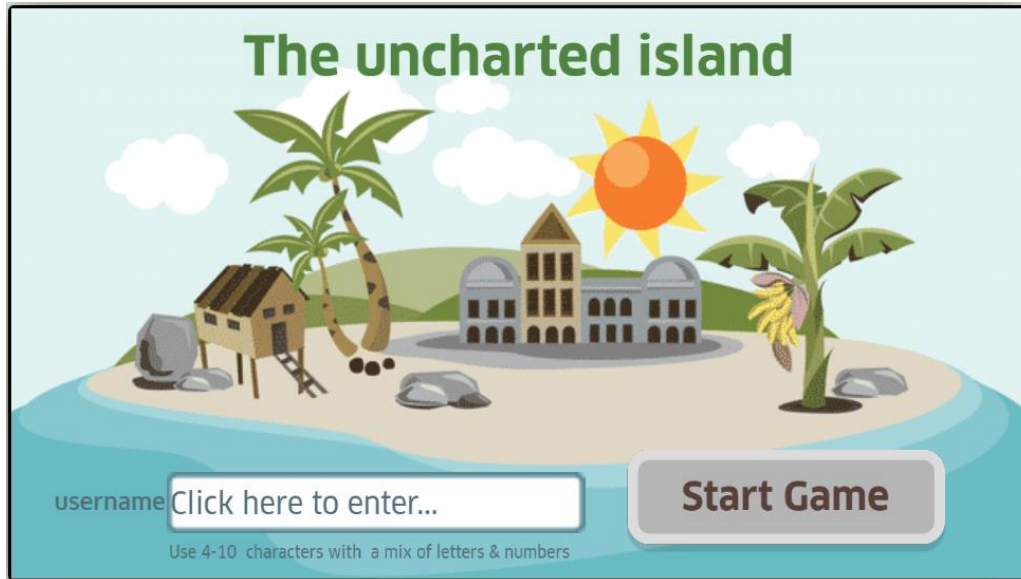 The uncharted island
username
Click here to enter...
Start Game
Use 4-10 characters with a mix of letters & numbers